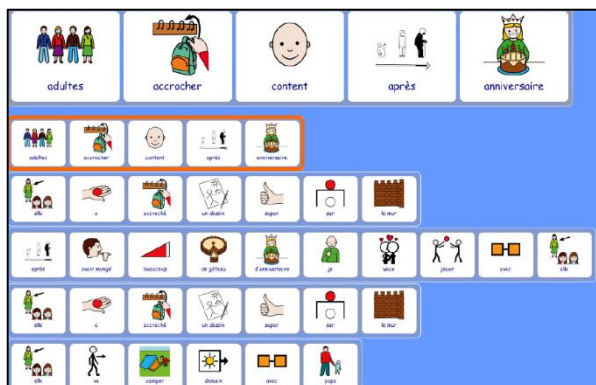 adultes accrocher content après anniversaire
adultes accrocher content après anniversaire
elle a accroché un dessin super sur le mur
après avoir mangé beaucoup de gâteau d'anniversaire je veux jouer avec elle
elle a accroché un dessin super sur le mur
elle va camper demain avec papa